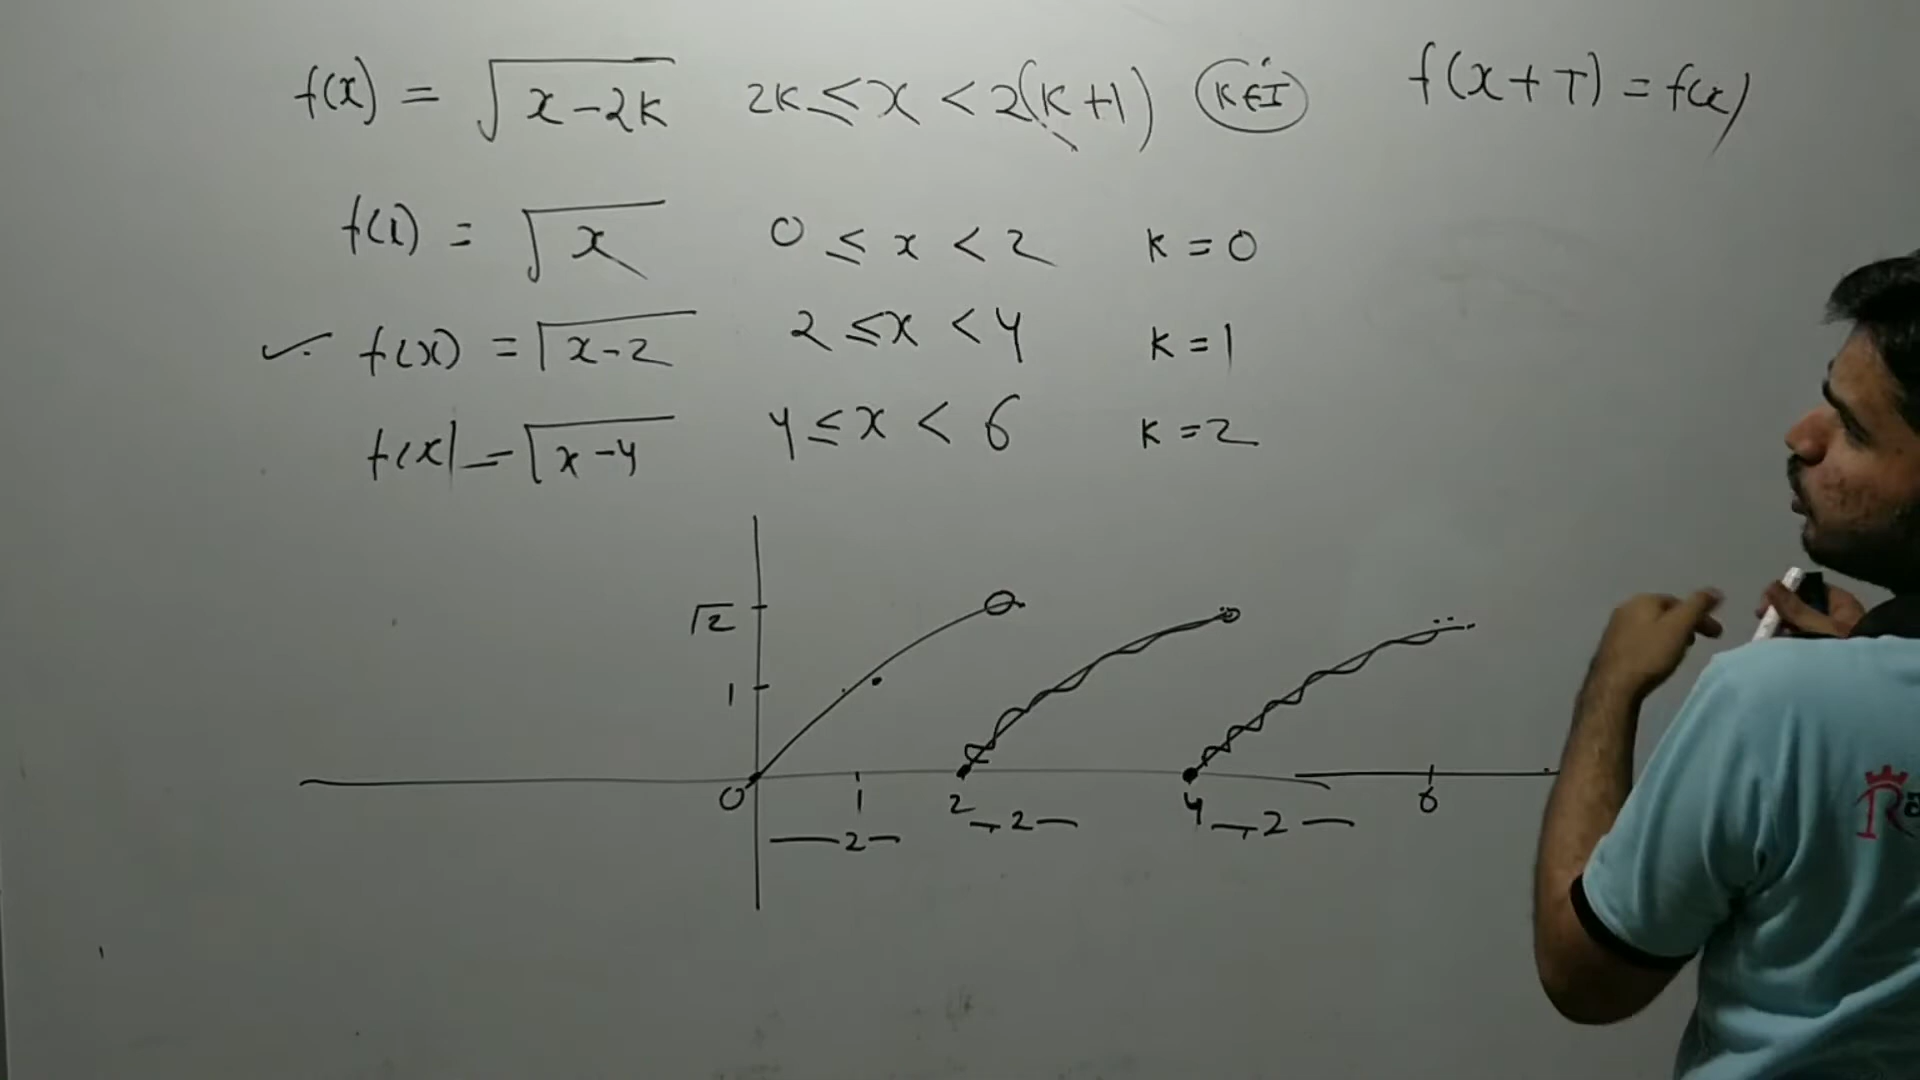 f(x) = √(x-2k) 2k ≤ x < 2(k+1) k∈I f(x+T) = f(x)
f(x) = √x 0 ≤ x < 2 k = 0
✓ f(x) = √(x-2) 2 ≤ x < 4 k = 1
f(x) = √(x-4) 4 ≤ x < 6 k = 2
√2
1
0 1 2 4 6
—2— —2— —2—